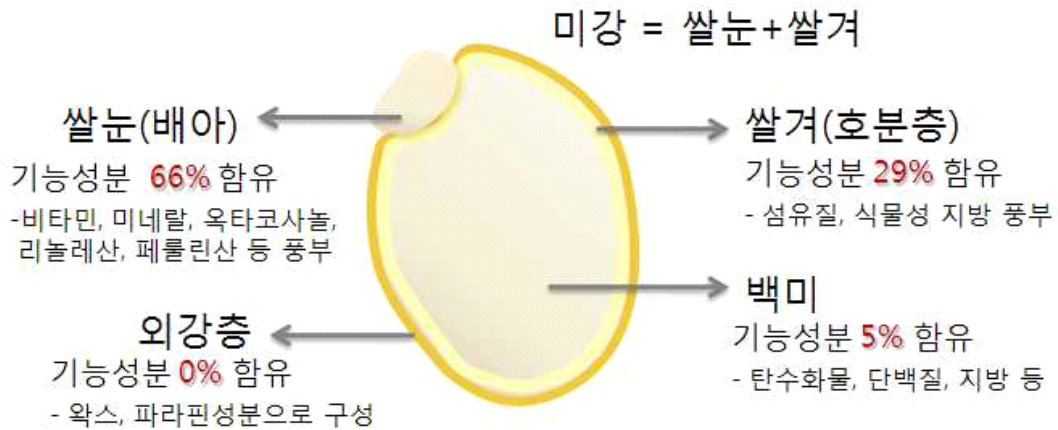 미강 = 쌀눈+쌀겨
쌀눈(배아)
기능성분 66% 함유
-비타민, 미네랄, 옥타코사놀,
리놀레산, 페룰린산 등 풍부
쌀겨(호분층)
기능성분 29% 함유
- 섬유질, 식물성 지방 풍부
외강층
기능성분 0% 함유
- 왁스, 파라핀성분으로 구성
백미
기능성분 5% 함유
- 탄수화물, 단백질, 지방 등